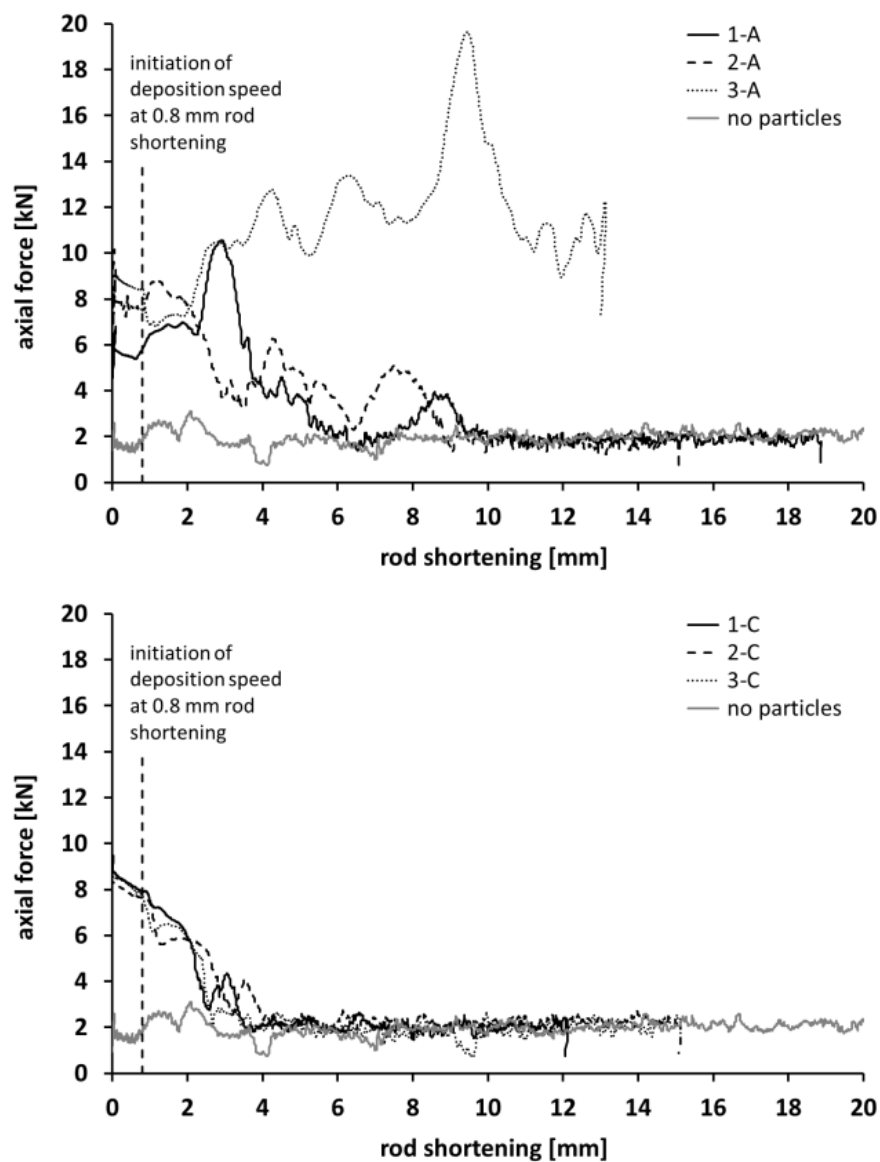 20
18
16
14
12
10
8
6
4
2
0
axial force [kN]
initiation of
deposition speed
at 0.8 mm rod
shortening
1-A
2-A
3-A
no particles
0 2 4 6 8 10 12 14 16 18 20
rod shortening [mm]
20
18
16
14
12
10
8
6
4
2
0
axial force [kN]
initiation of
deposition speed
at 0.8 mm rod
shortening
1-C
2-C
3-C
no particles
0 2 4 6 8 10 12 14 16 18 20
rod shortening [mm]